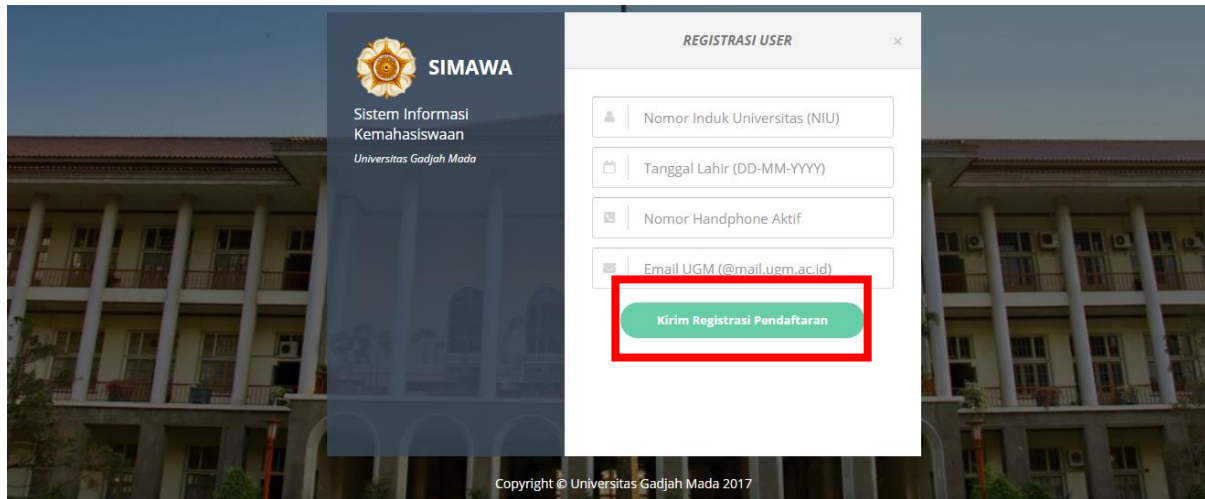 SIMAWA
Sistem Informasi
Kemahasiswaan
Universitas Gadjah Mada
REGISTRASI USER
×
Nomor Induk Universitas (NIU)
Tanggal Lahir (DD-MM-YYYY)
Nomor Handphone Aktif
Email UGM (@mail.ugm.ac.id)
Kirim Registrasi Pendaftaran
Copyright © Universitas Gadjah Mada 2017